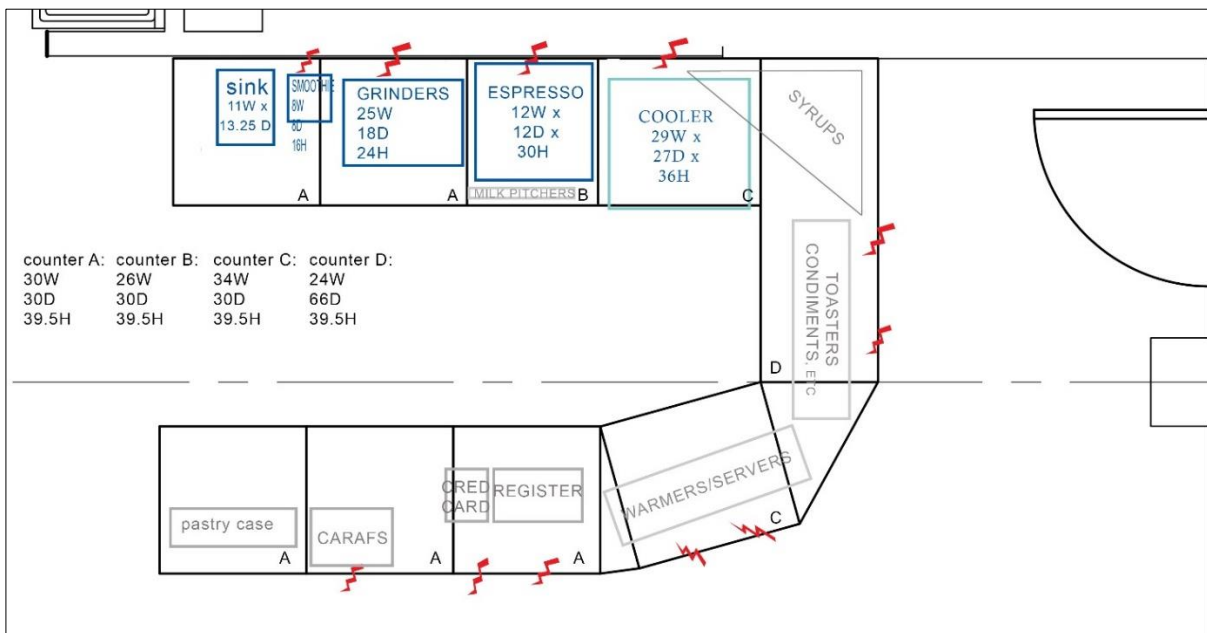 sink
11W x
13.25 D
SMOOTHIE
8W
8D
16H
GRINDERS
25W
18D
24H
ESPRESSO
12W x
12D x
30H
COOLER
29W x
27D x
36H
SYRUPS
MILK PITCHERS
A
A
B
C
counter A:
30W
30D
39.5H
counter B:
26W
30D
39.5H
counter C:
34W
30D
39.5H
counter D:
24W
66D
39.5H
TOASTERS
CONDIMENTS, ETC
D
pastry case
A
CARAFS
A
CRED
CARD
REGISTER
A
WARMERS/SERVERS
C